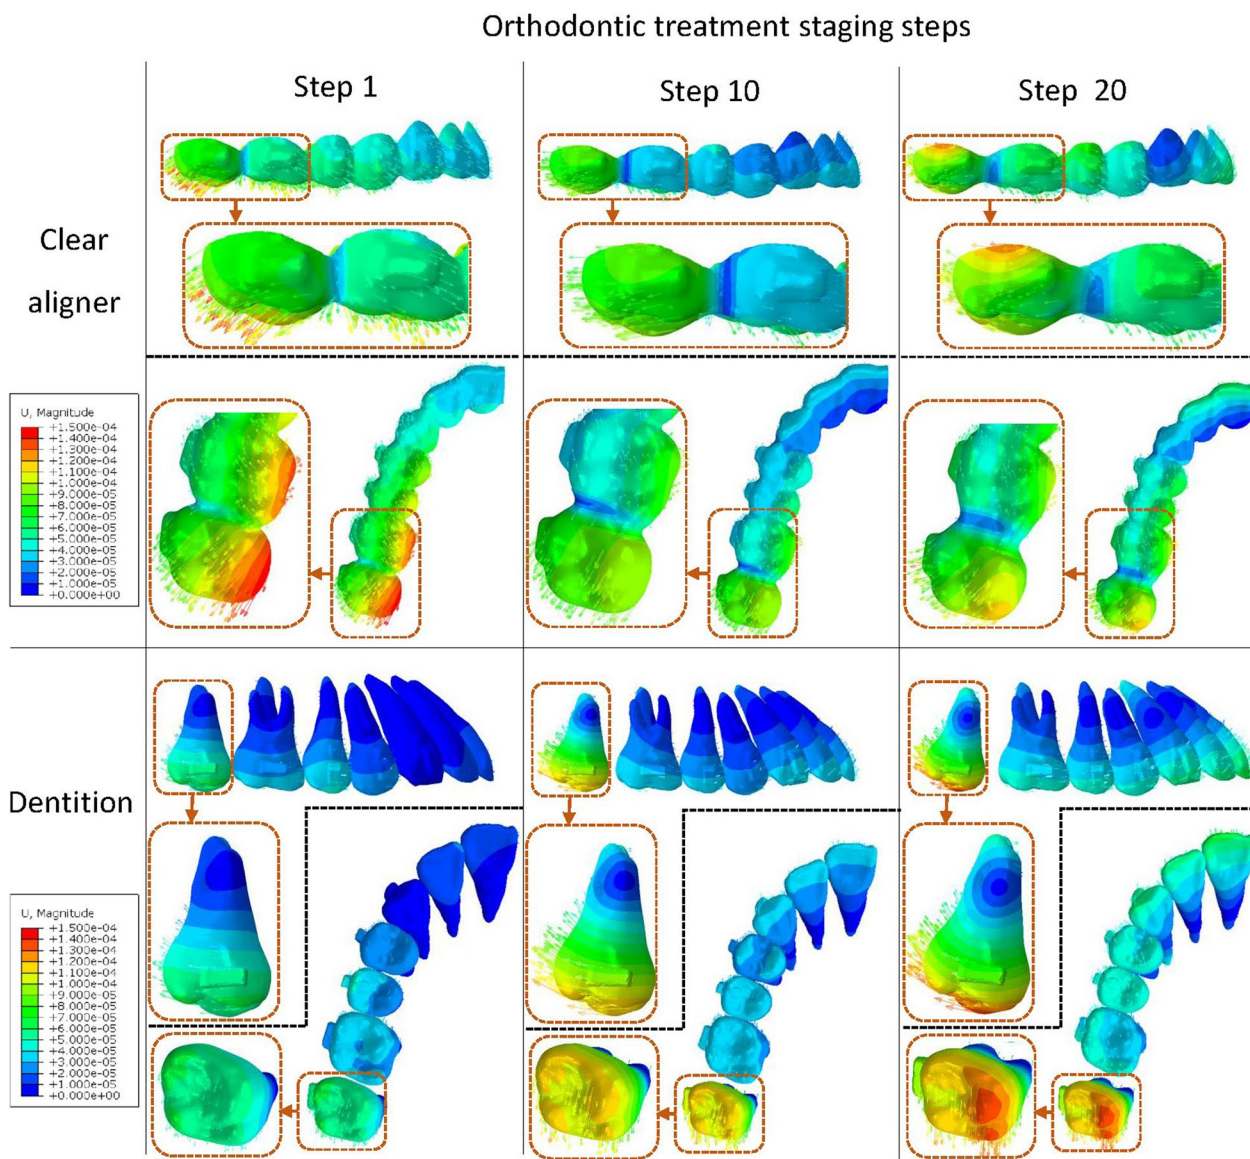 Orthodontic treatment staging steps
Step 1
Step 10
Step 20
Clear
aligner
U, Magnitude
+1.500e-04
+1.400e-04
+1.300e-04
+1.200e-04
+1.100e-04
+1.000e-04
+9.000e-05
+8.000e-05
+7.000e-05
+6.000e-05
+5.000e-05
+4.000e-05
+3.000e-05
+2.000e-05
+1.000e-05
+0.000e+00
Dentition
U, Magnitude
+1.500e-04
+1.400e-04
+1.300e-04
+1.200e-04
+1.100e-04
+1.000e-04
+9.000e-05
+8.000e-05
+7.000e-05
+6.000e-05
+5.000e-05
+4.000e-05
+3.000e-05
+2.000e-05
+1.000e-05
+0.000e+00